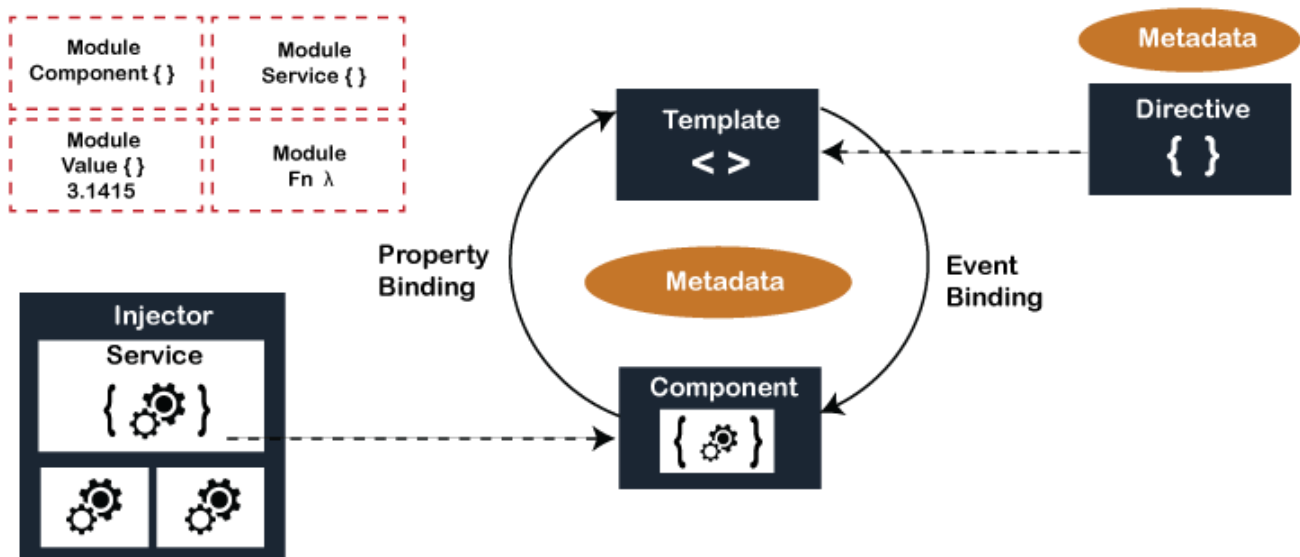 Module
Component { }
Module
Service { }
Module
Value { }
3.1415
Module
Fn λ
Metadata
Directive
{ }
Template
< >
Property
Binding
Metadata
Event
Binding
Injector
Service
{ }
Component
{ }